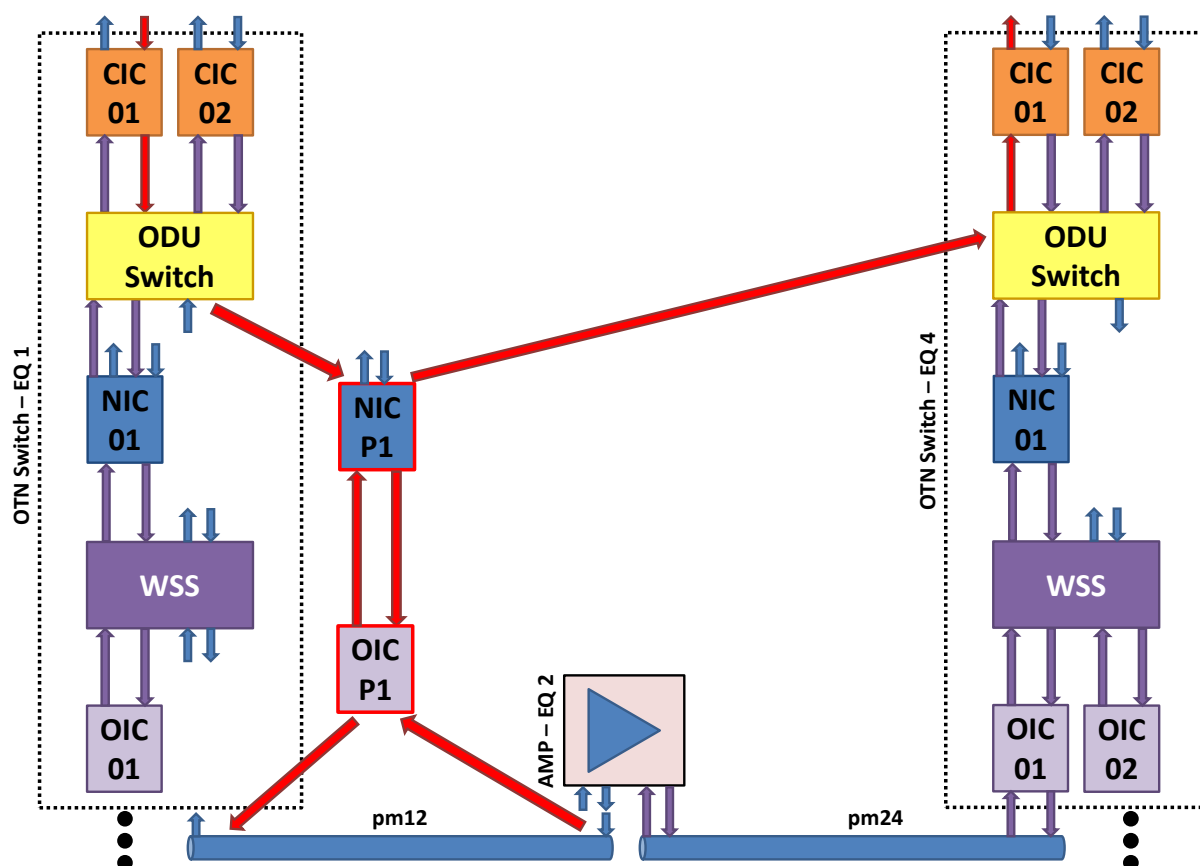 CIC
01
CIC
02
ODU
Switch
OTN Switch – EQ 1
NIC
01
WSS
OIC
01
NIC
P1
OIC
P1
AMP – EQ 2
pm12
pm24
CIC
01
CIC
02
ODU
Switch
OTN Switch – EQ 4
NIC
01
WSS
OIC
01
OIC
02